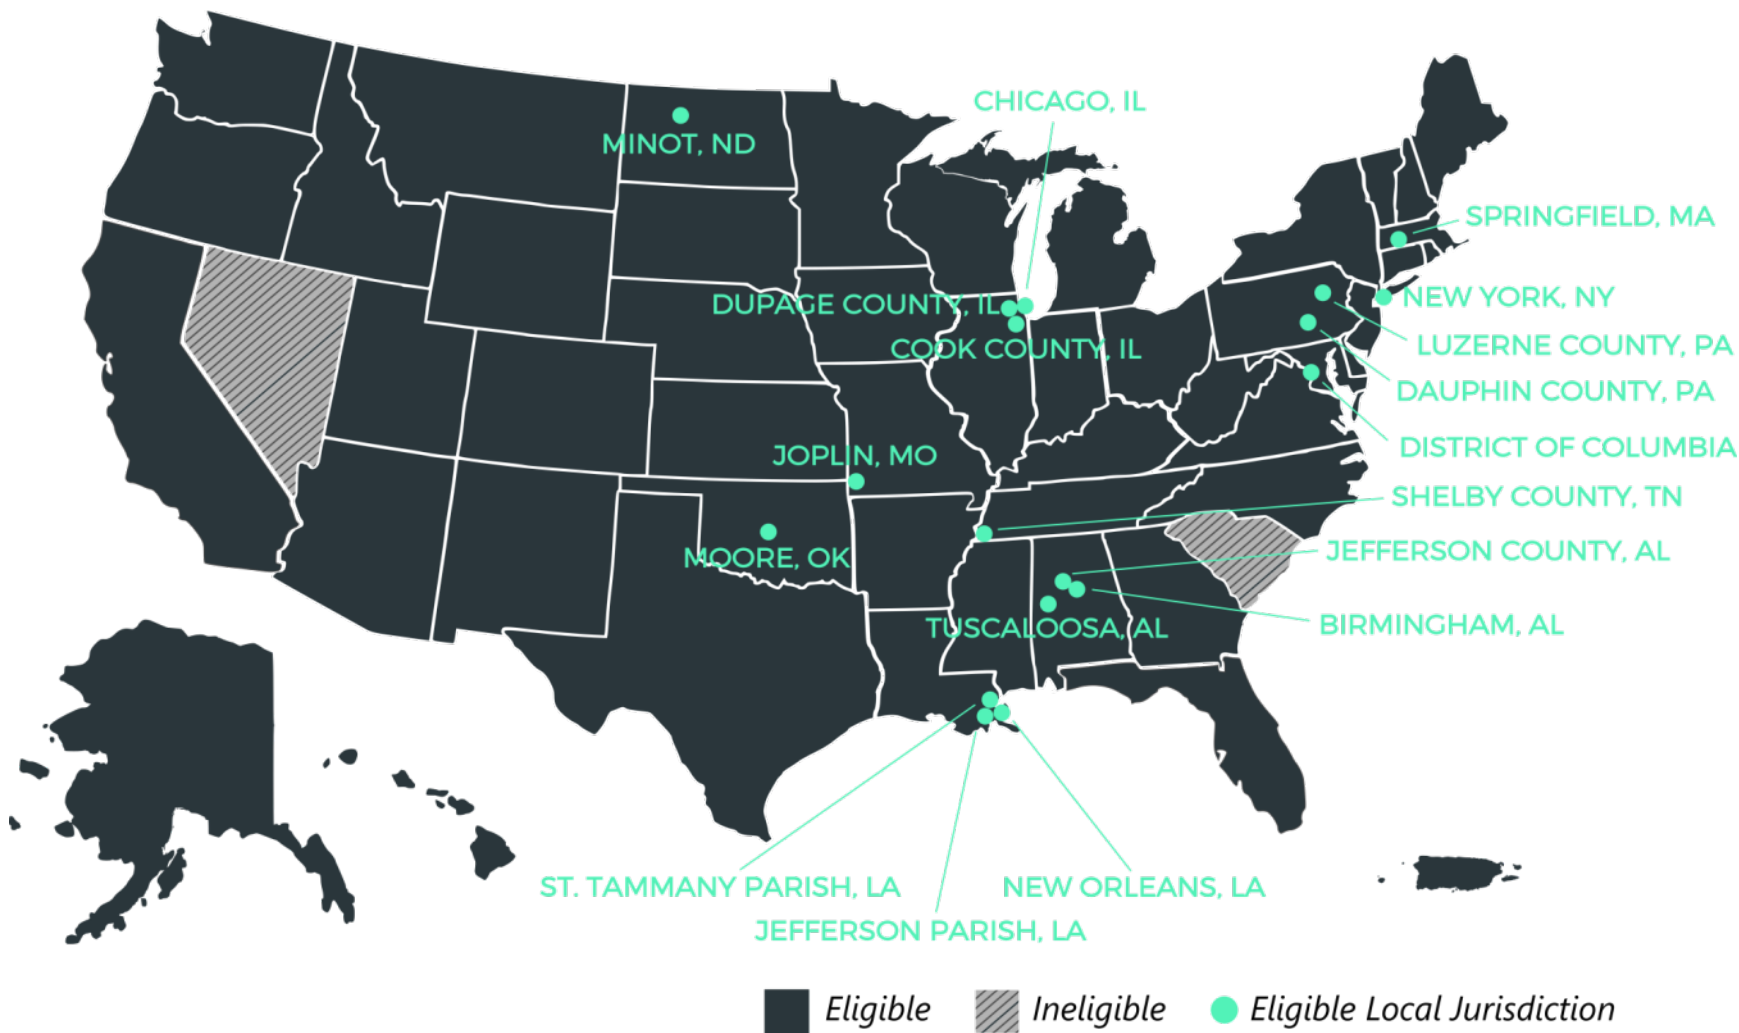 CHICAGO, IL
MINOT, ND
SPRINGFIELD, MA
NEW YORK, NY
DUPAGE COUNTY, IL
LUZERNE COUNTY, PA
COOK COUNTY, IL
DAUPHIN COUNTY, PA
DISTRICT OF COLUMBIA
JOPLIN, MO
SHELBY COUNTY, TN
JEFFERSON COUNTY, AL
MOORE, OK
BIRMINGHAM, AL
TUSCALOOSA, AL
ST. TAMMANY PARISH, LA
NEW ORLEANS, LA
JEFFERSON PARISH, LA
Eligible
Ineligible
Eligible Local Jurisdiction